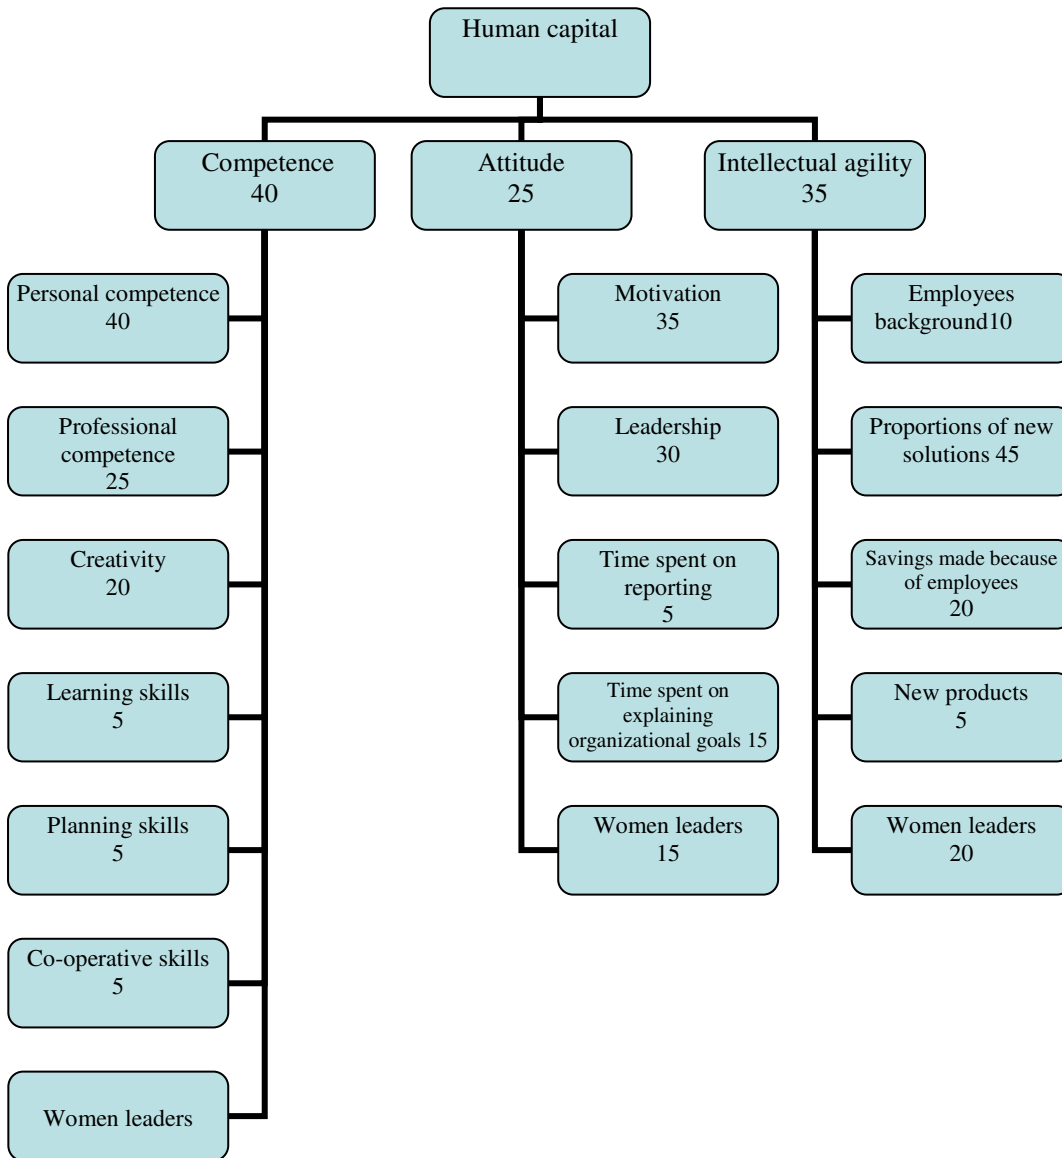 Human capital
Competence
40
Attitude
25
Intellectual agility
35
Personal competence
40
Professional
competence
25
Creativity
20
Learning skills
5
Planning skills
5
Co-operative skills
5
Women leaders
Motivation
35
Leadership
30
Time spent on
reporting
5
Time spent on
explaining
organizational goals 15
Women leaders
15
Employees
background10
Proportions of new
solutions 45
Savings made because
of employees
20
New products
5
Women leaders
20